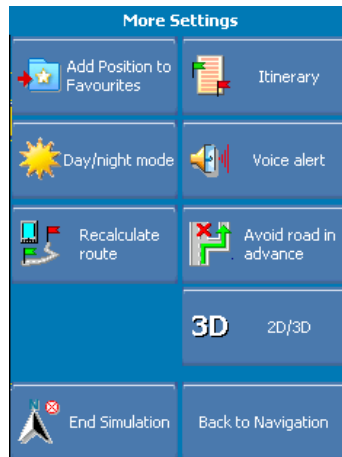 More Settings
Add Position to
Favourites
Itinerary
Day/night mode
Voice alert
Recalculate
route
Avoid road in
advance
3D
2D/3D
N
End Simulation
Back to Navigation